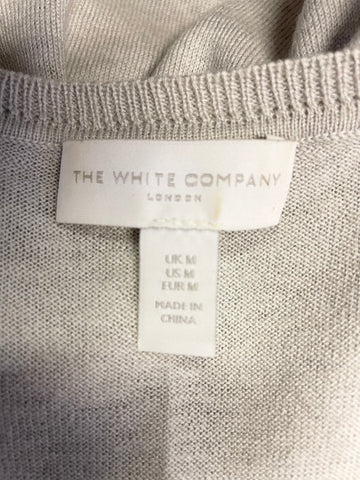 THE WHITE COMPANY
LONDON
UK M
US M
EUR M
MADE IN
CHINA